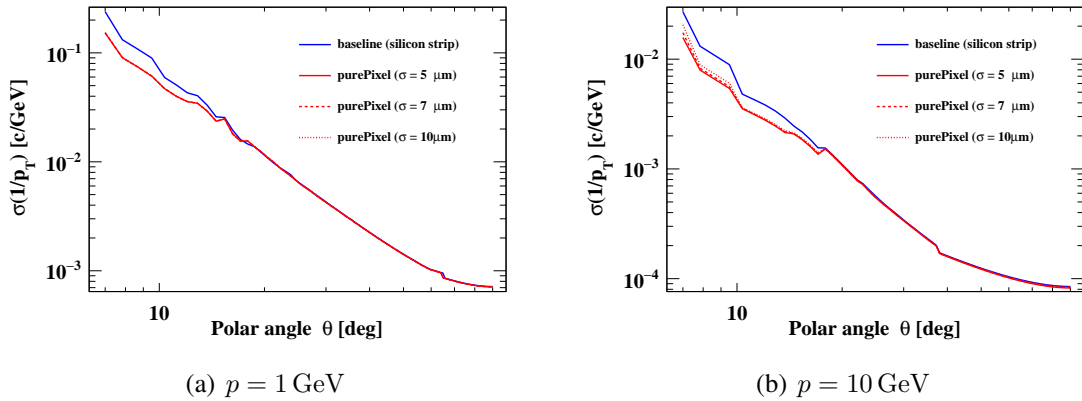 baseline (silicon strip)
purePixel (σ = 5 μm)
purePixel (σ = 7 μm)
purePixel (σ = 10μm)
σ(1/p_T) [c/GeV]
10⁻¹
10⁻²
10⁻³
10
Polar angle θ [deg]
(a) p = 1 GeV
baseline (silicon strip)
purePixel (σ = 5 μm)
purePixel (σ = 7 μm)
purePixel (σ = 10μm)
σ(1/p_T) [c/GeV]
10⁻²
10⁻³
10⁻⁴
10
Polar angle θ [deg]
(b) p = 10 GeV